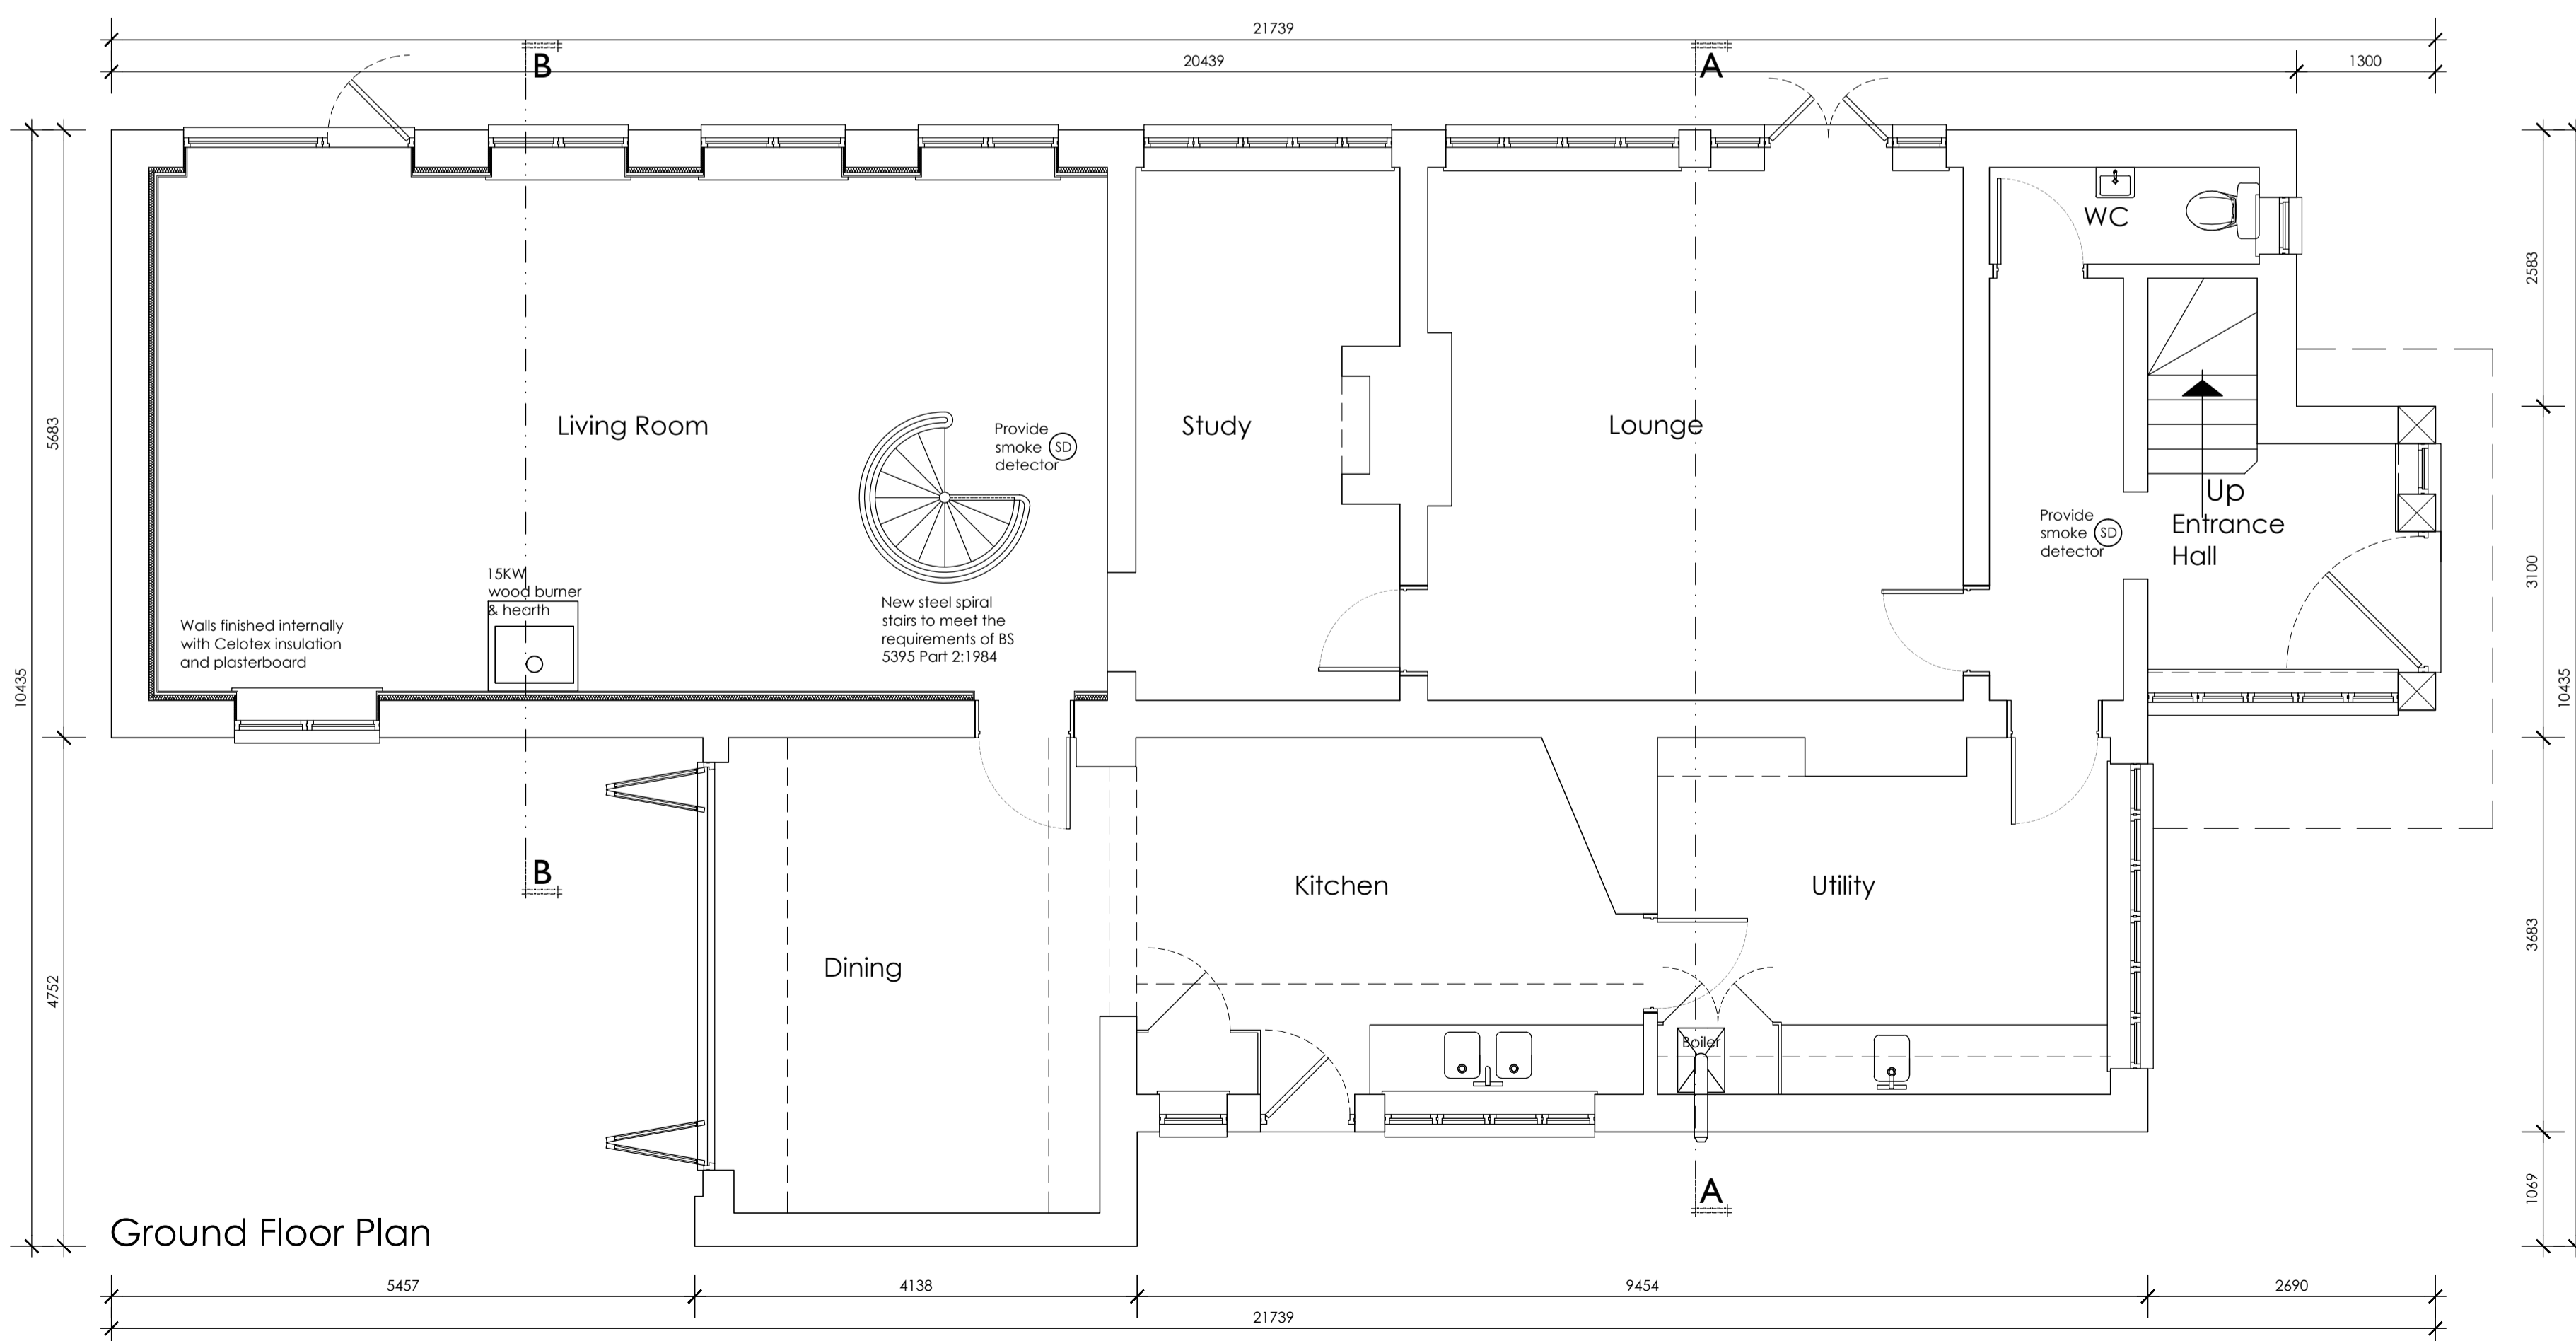 21739
20439
1300
B
A
WC
2583
5683
Living Room
Provide
smoke
detector
SD
Study
Lounge
Up
Entrance
Hall
Provide
smoke
detector
SD
3100
15KW
wood burner
& hearth
New steel spiral
stairs to meet the
requirements of BS
5395 Part 2:1984
Walls finished internally
with Celotex insulation
and plasterboard
10435
10435
B
Kitchen
Utility
Dining
3683
4752
Boiler
A
1069
Ground Floor Plan
5457
4138
9454
2690
21739